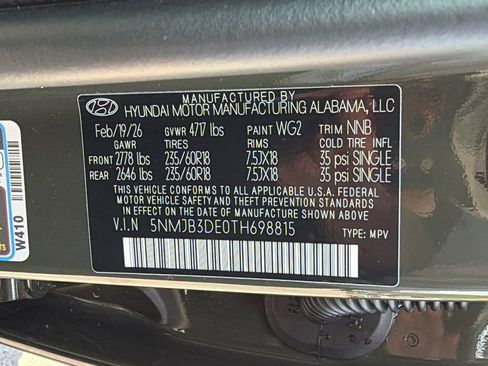 MANUFACTURED BY
HYUNDAI MOTOR MANUFACTURING ALABAMA, LLC
Feb/19/26 GVWR 4717 lbs PAINT WG2 TRIM NNB
GAWR TIRES RIMS COLD TIRE INFL
FRONT 2778 lbs 235/60R18 7.5JX18 35 psi SINGLE
REAR 2646 lbs 235/60R18 7.5JX18 35 psi SINGLE
THIS VEHICLE CONFORMS TO ALL APPLICABLE U.S.A. FEDERAL
MOTOR VEHICLE SAFETY AND THEFT PREVENTION STANDARDS
IN EFFECT ON THE DATE OF MANUFACTURE SHOWN ABOVE.
V.I.N 5NMJB3DE0TH698815 TYPE: MPV
W410